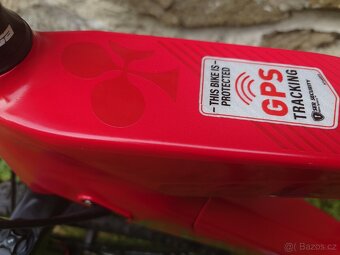 THIS BIKE IS
PROTECTED
GPS
TRACKING
© Bazos.cz